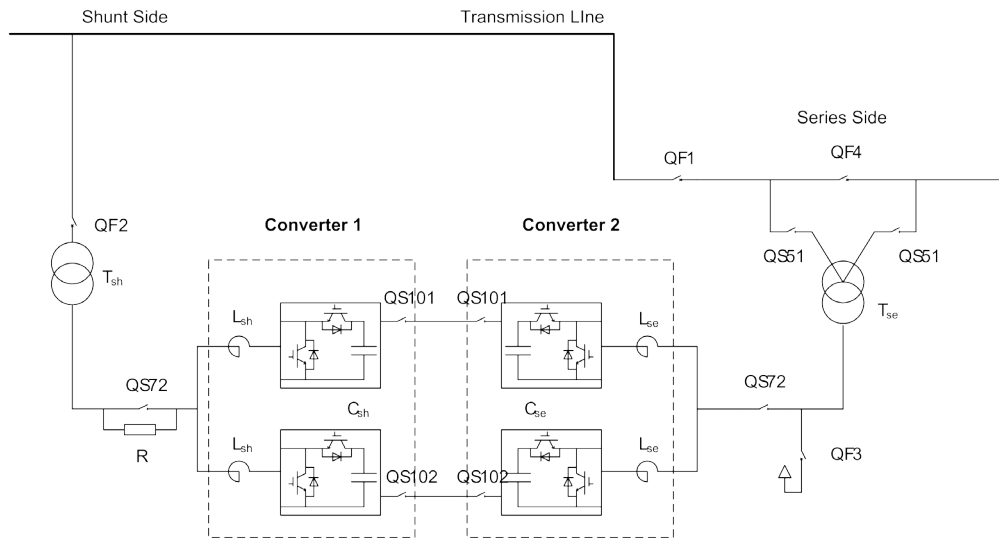 Shunt Side
Transmission LIne
Series Side
QF1
QF4
QF2
Converter 1
Converter 2
QS51
QS51
Tsh
QS101
QS101
Tse
Lsh
Lse
QS72
QS72
Csh
Cse
R
Lsh
Lse
QF3
QS102
QS102